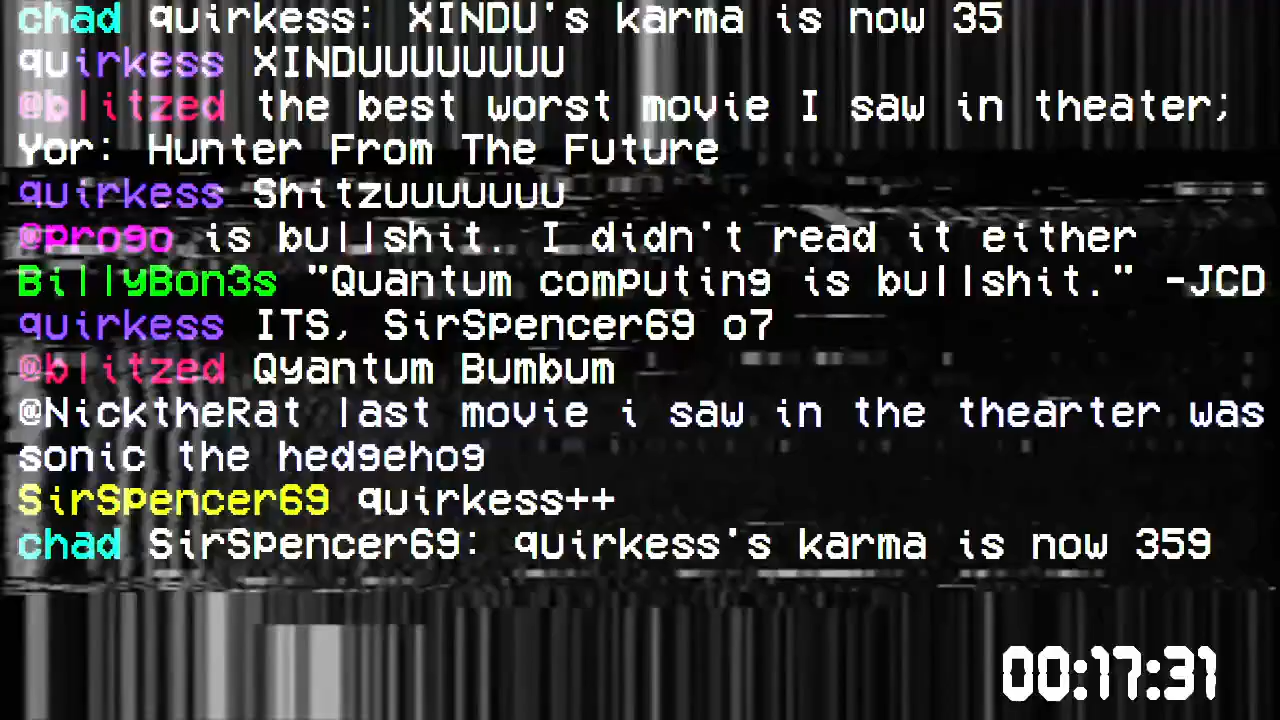 chad quirkess: XINDU's karma is now 35
quirkess XINDUUUUUUUUU
@blitzed the best worst movie I saw in theater;
Yor: Hunter From The Future
quirkess Shitzuuuuuuuu
@progo is bullshit. I didn't read it either
BillyBon3s "Quantum computing is bullshit." -JCD
quirkess ITS, SirSpencer69 o7
@blitzed Qyantum Bumbum
@NicktheRat last movie i saw in the thearter was
sonic the hedgehog
SirSpencer69 quirkess++
chad SirSpencer69: quirkess's karma is now 359
00:17:31